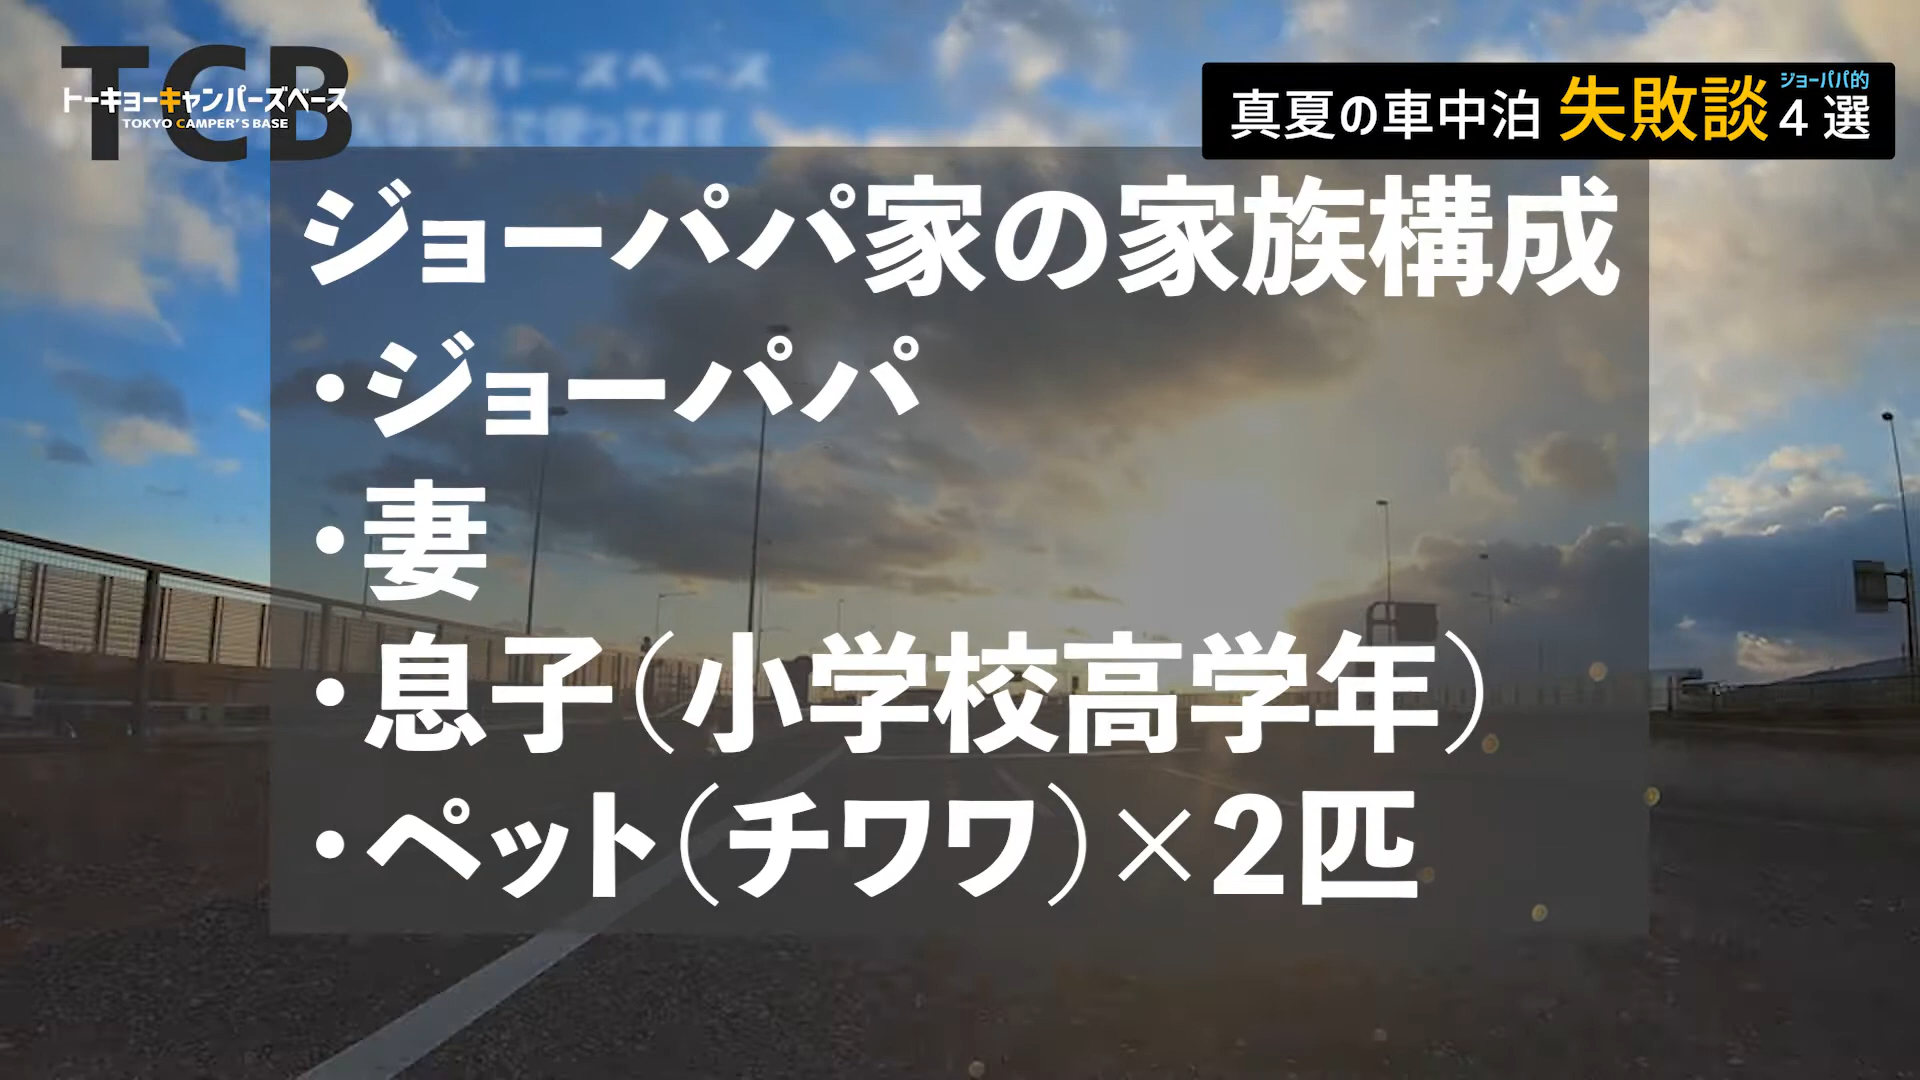 TCB
トーキョーキャンパーズベース
TOKYO CAMPER'S BASE
ジョーパパ的
真夏の車中泊 失敗談 4選
ジョーパパ家の家族構成
・ジョーパパ
・妻
・息子(小学校高学年)
・ペット(チワワ)×2匹